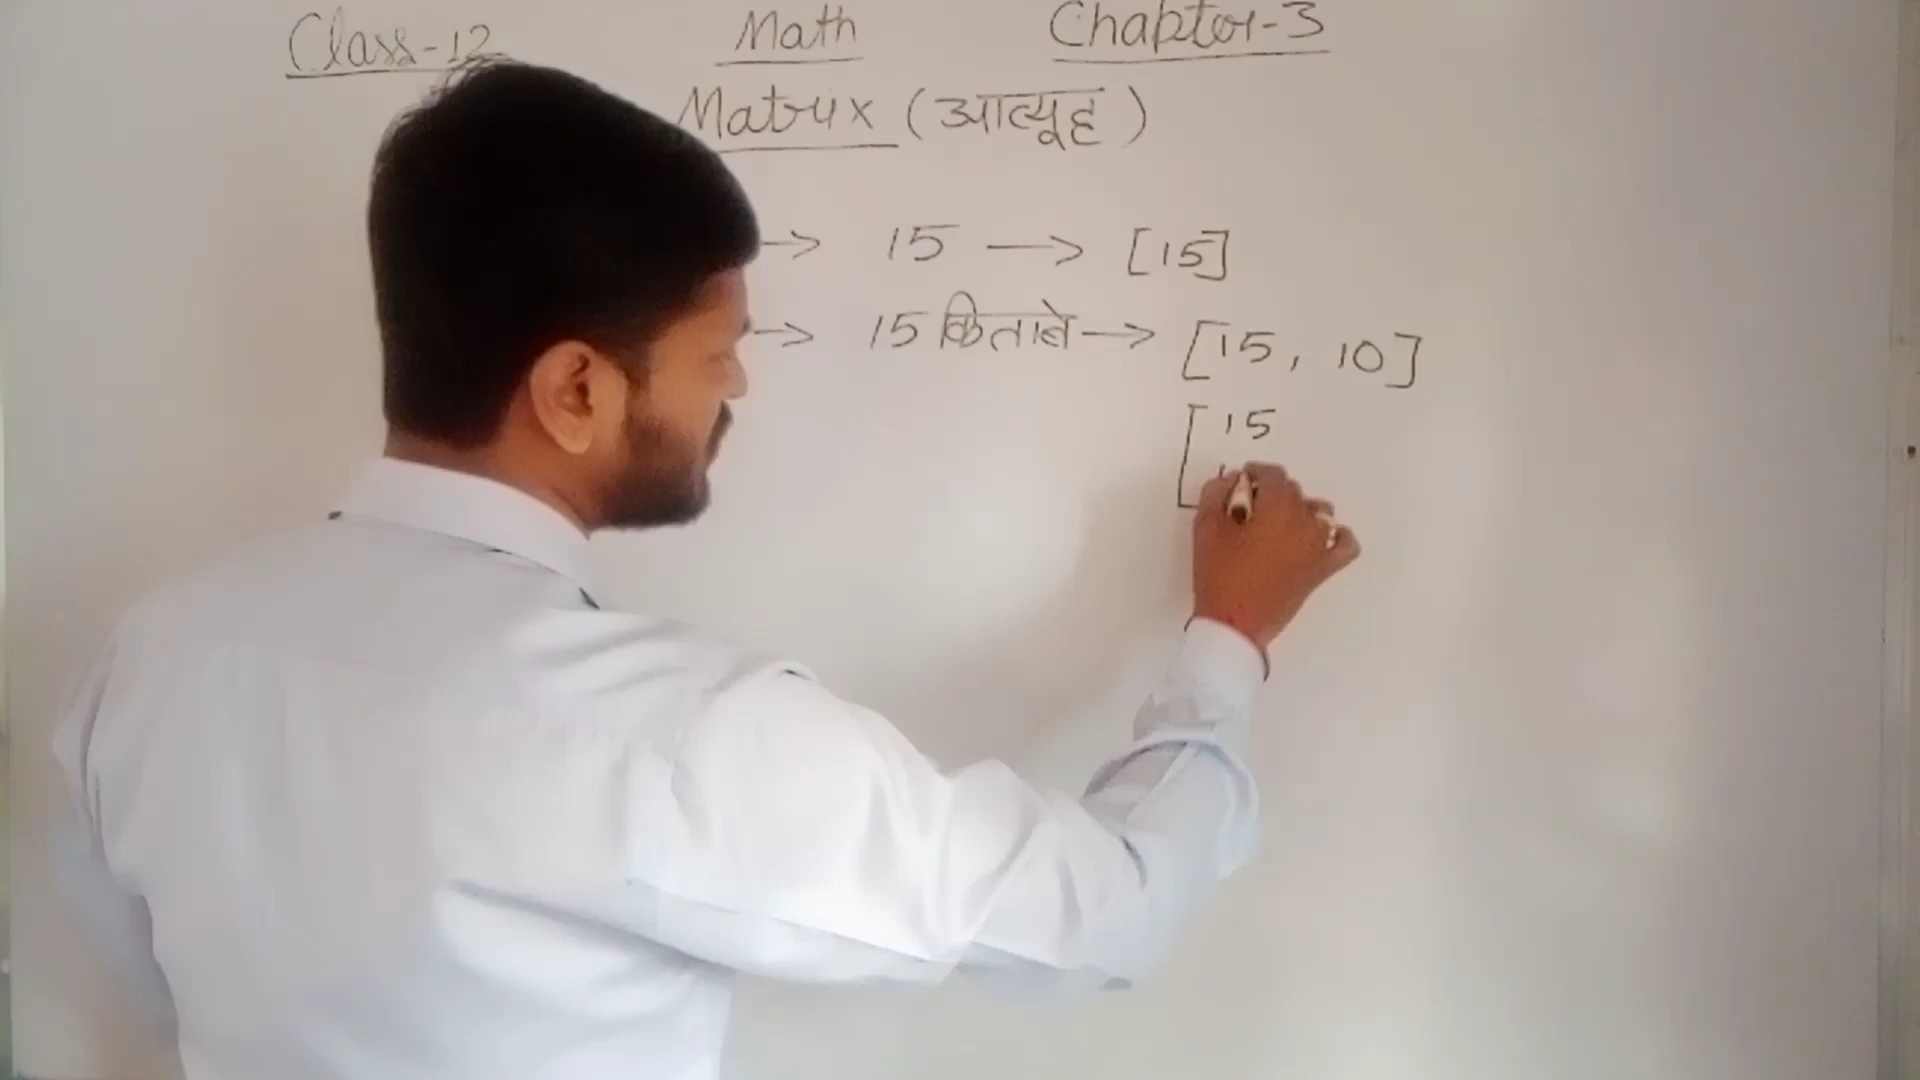 Class-12 Math Chapter-3
Matrix (आव्यूह)
→ 15 → [15]
→ 15 किताबे → [15, 10]
[15